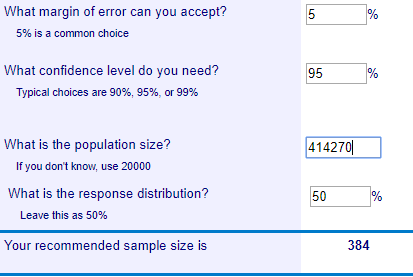 What margin of error can you accept? 5 %
5% is a common choice
What confidence level do you need? 95 %
Typical choices are 90%, 95%, or 99%
What is the population size? 414270
If you don't know, use 20000
What is the response distribution? 50 %
Leave this as 50%
Your recommended sample size is 384